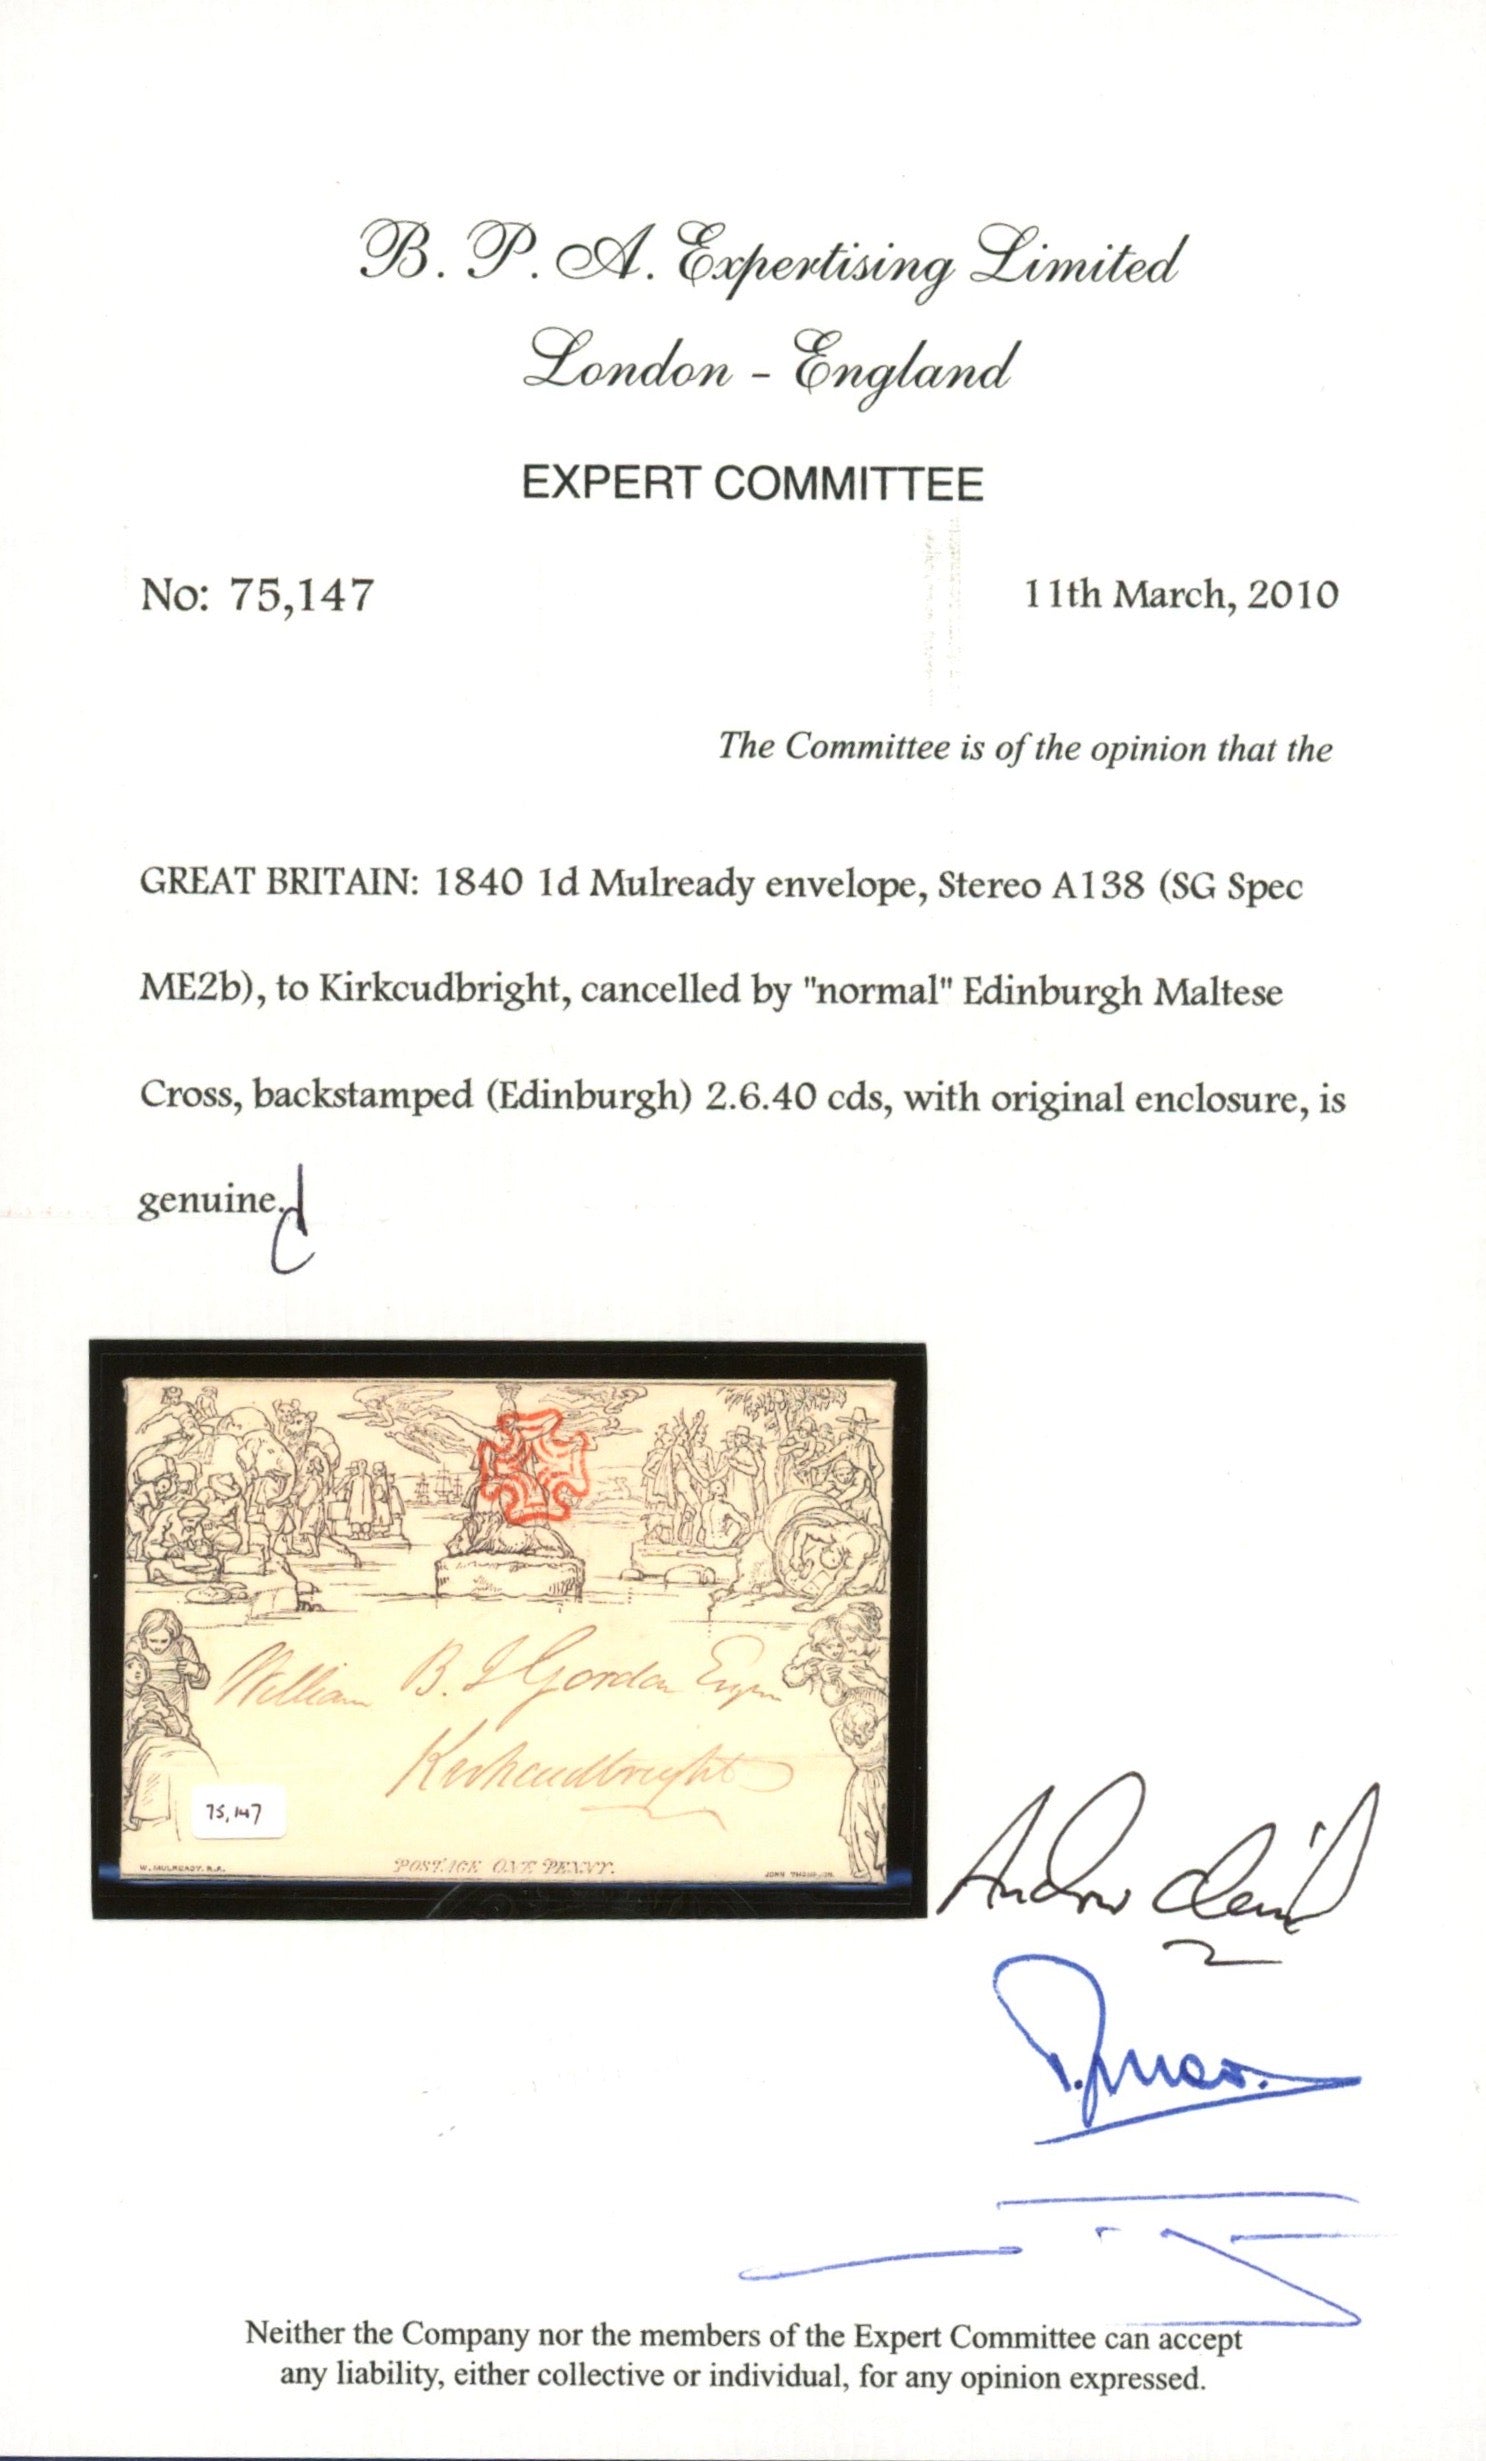 B. P. A. Expertising Limited
London - England
EXPERT COMMITTEE
No: 75,147
11th March, 2010
The Committee is of the opinion that the
GREAT BRITAIN: 1840 1d Mulready envelope, Stereo A138 (SG Spec
ME2b), to Kirkcudbright, cancelled by "normal" Edinburgh Maltese
Cross, backstamped (Edinburgh) 2.6.40 cds, with original enclosure, is
genuine.
William B. Gordon
Kirkcudbright
75,147
W. MULREADY. R.A.
POSTAGE ONE PENNY.
JOHN THOMPSON.
Neither the Company nor the members of the Expert Committee can accept
any liability, either collective or individual, for any opinion expressed.